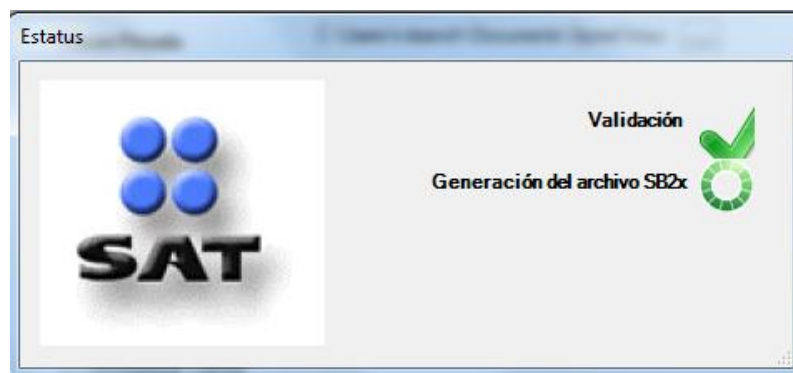 Estatus
SAT
Validación
Generación del archivo SB2x